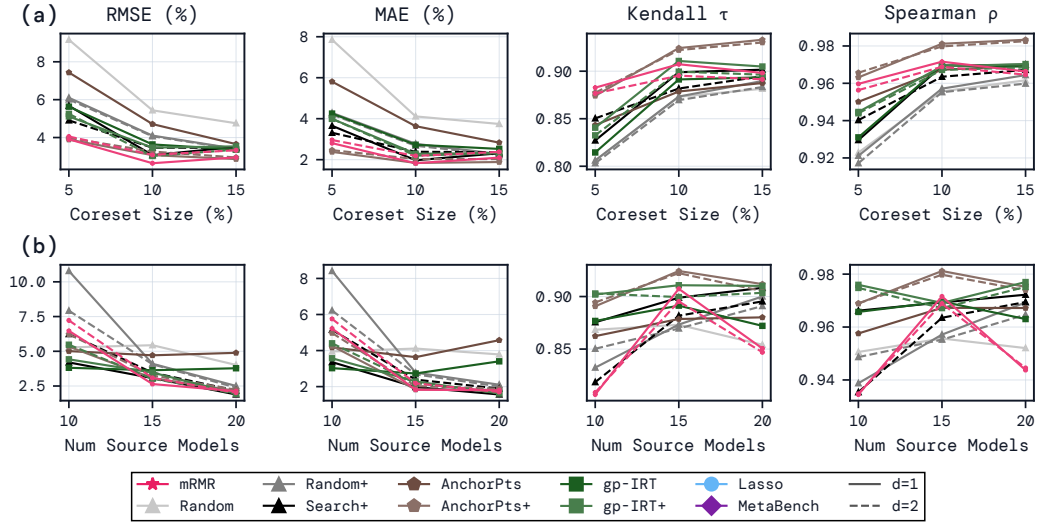 (a) RMSE (%) MAE (%) Kendall τ Spearman ρ
8 8 0.98
8 6 0.90 0.96
6 4 0.85 0.94
4 2 0.80 0.92
5 10 15 5 10 15 5 10 15 5 10 15
Coreset Size (%) Coreset Size (%) Coreset Size (%) Coreset Size (%)
(b)
10.0 8 0.98
7.5 6 0.90 0.96
5.0 4 0.85 0.94
2.5 2
10 15 20 10 15 20 10 15 20 10 15 20
Num Source Models Num Source Models Num Source Models Num Source Models
mRMR Random+ AnchorPts gp-IRT Lasso d=1
Random Search+ AnchorPts+ gp-IRT+ MetaBench d=2